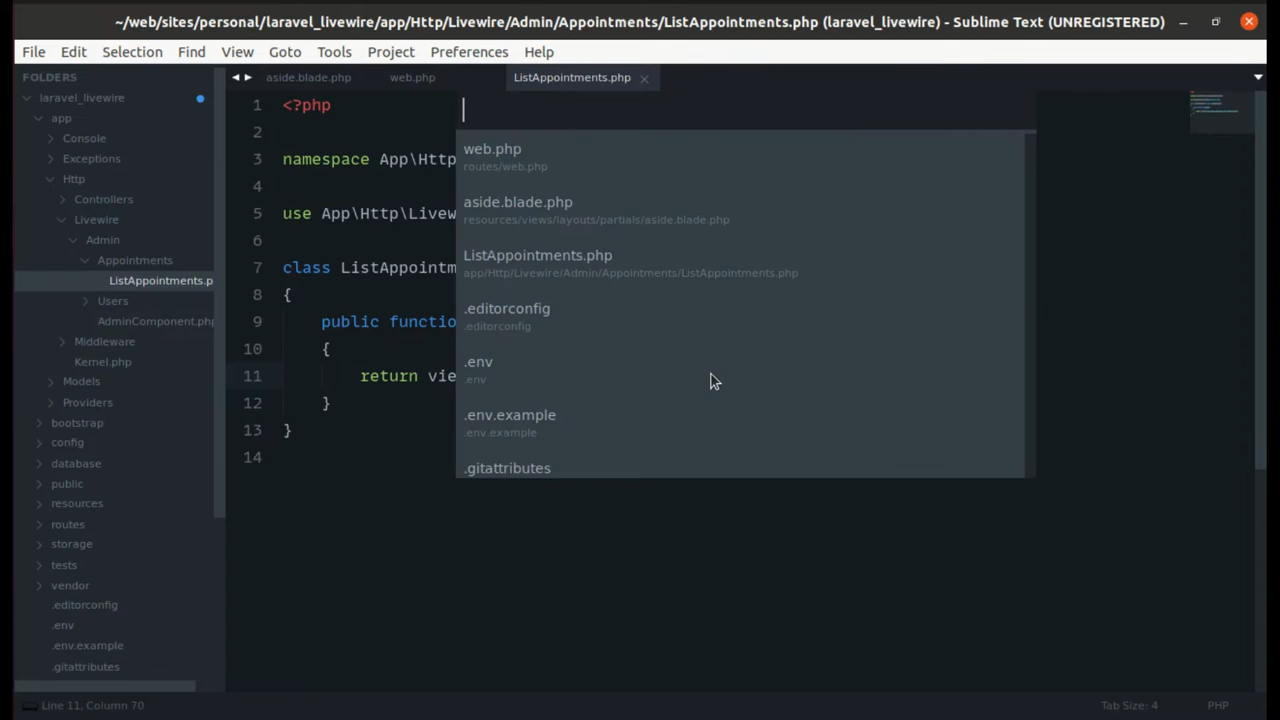 ~/web/sites/personal/laravel_livewire/app/Http/Livewire/Admin/Appointments/ListAppointments.php (laravel_livewire) - Sublime Text (UNREGISTERED)
File Edit Selection Find View Goto Tools Project Preferences Help
FOLDERS
laravel_livewire
app
Console
Exceptions
Http
Controllers
Livewire
Admin
Appointments
ListAppointments.p
Users
AdminComponent.php
Middleware
Kernel.php
Models
Providers
bootstrap
config
database
public
resources
routes
storage
tests
vendor
.editorconfig
.env
.env.example
.gitattributes
aside.blade.php web.php ListAppointments.php
1 <?php
2
3 namespace App\Http
4
5 use App\Http\Livew
6
7 class ListAppointm
8 {
9 public functio
10 {
11 return vie
12 }
13 }
14
web.php
routes/web.php
aside.blade.php
resources/views/layouts/partials/aside.blade.php
ListAppointments.php
app/Http/Livewire/Admin/Appointments/ListAppointments.php
.editorconfig
.editorconfig
.env
.env
.env.example
.env.example
.gitattributes
Line 11, Column 70 Tab Size: 4 PHP